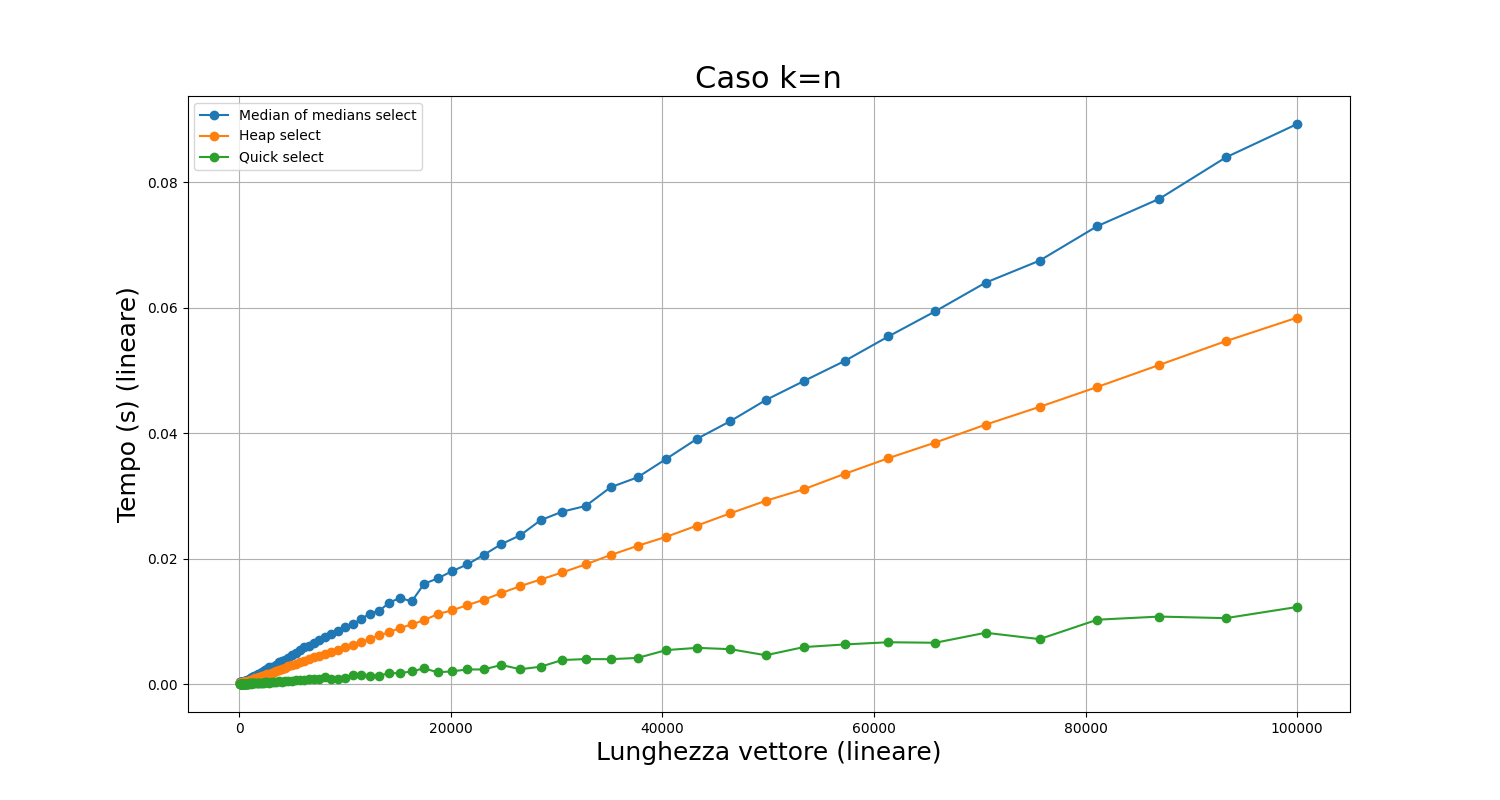 Caso k=n
Median of medians select
Heap select
Quick select
Tempo (s) (lineare)
0.08
0.06
0.04
0.02
0.00
0 20000 40000 60000 80000 100000
Lunghezza vettore (lineare)